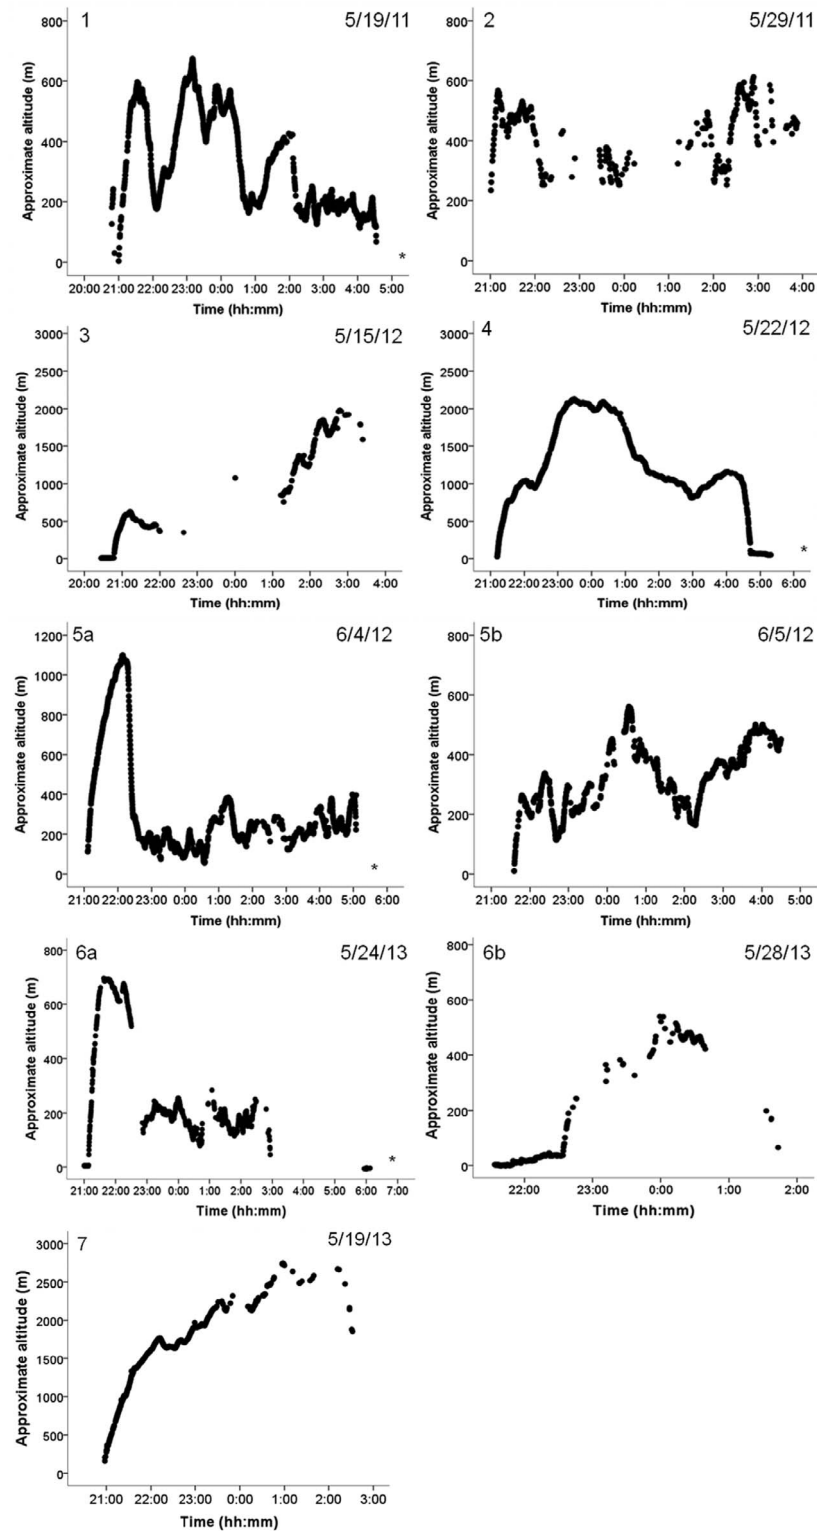 1 5/19/11
Approximate altitude (m)
800
600
400
200
0
*
20:00 21:00 22:00 23:00 0:00 1:00 2:00 3:00 4:00 5:00
Time (hh:mm)
2 5/29/11
Approximate altitude (m)
800
600
400
200
0
21:00 22:00 23:00 0:00 1:00 2:00 3:00 4:00
Time (hh:mm)
3 5/15/12
Approximate altitude (m)
3000
2500
2000
1500
1000
500
0
20:00 21:00 22:00 23:00 0:00 1:00 2:00 3:00 4:00
Time (hh:mm)
4 5/22/12
Approximate altitude (m)
3000
2500
2000
1500
1000
500
0
*
21:00 22:00 23:00 0:00 1:00 2:00 3:00 4:00 5:00 6:00
Time (hh:mm)
5a 6/4/12
Approximate altitude (m)
1200
1000
800
600
400
200
0
*
21:00 22:00 23:00 0:00 1:00 2:00 3:00 4:00 5:00 6:00
Time (hh:mm)
5b 6/5/12
Approximate altitude (m)
800
600
400
200
0
21:00 22:00 23:00 0:00 1:00 2:00 3:00 4:00 5:00
Time (hh:mm)
6a 5/24/13
Approximate altltitude (m)
800
600
400
200
0
*
21:00 22:00 23:00 0:00 1:00 2:00 3:00 4:00 5:00 6:00 7:00
Time (hh:mm)
6b 5/28/13
Approximate altitude (m)
800
600
400
200
0
22:00 23:00 0:00 1:00 2:00
Time (hh:mm)
7 5/19/13
Approximate altitude (m)
3000
2500
2000
1500
1000
500
0
21:00 22:00 23:00 0:00 1:00 2:00 3:00
Time (hh:mm)